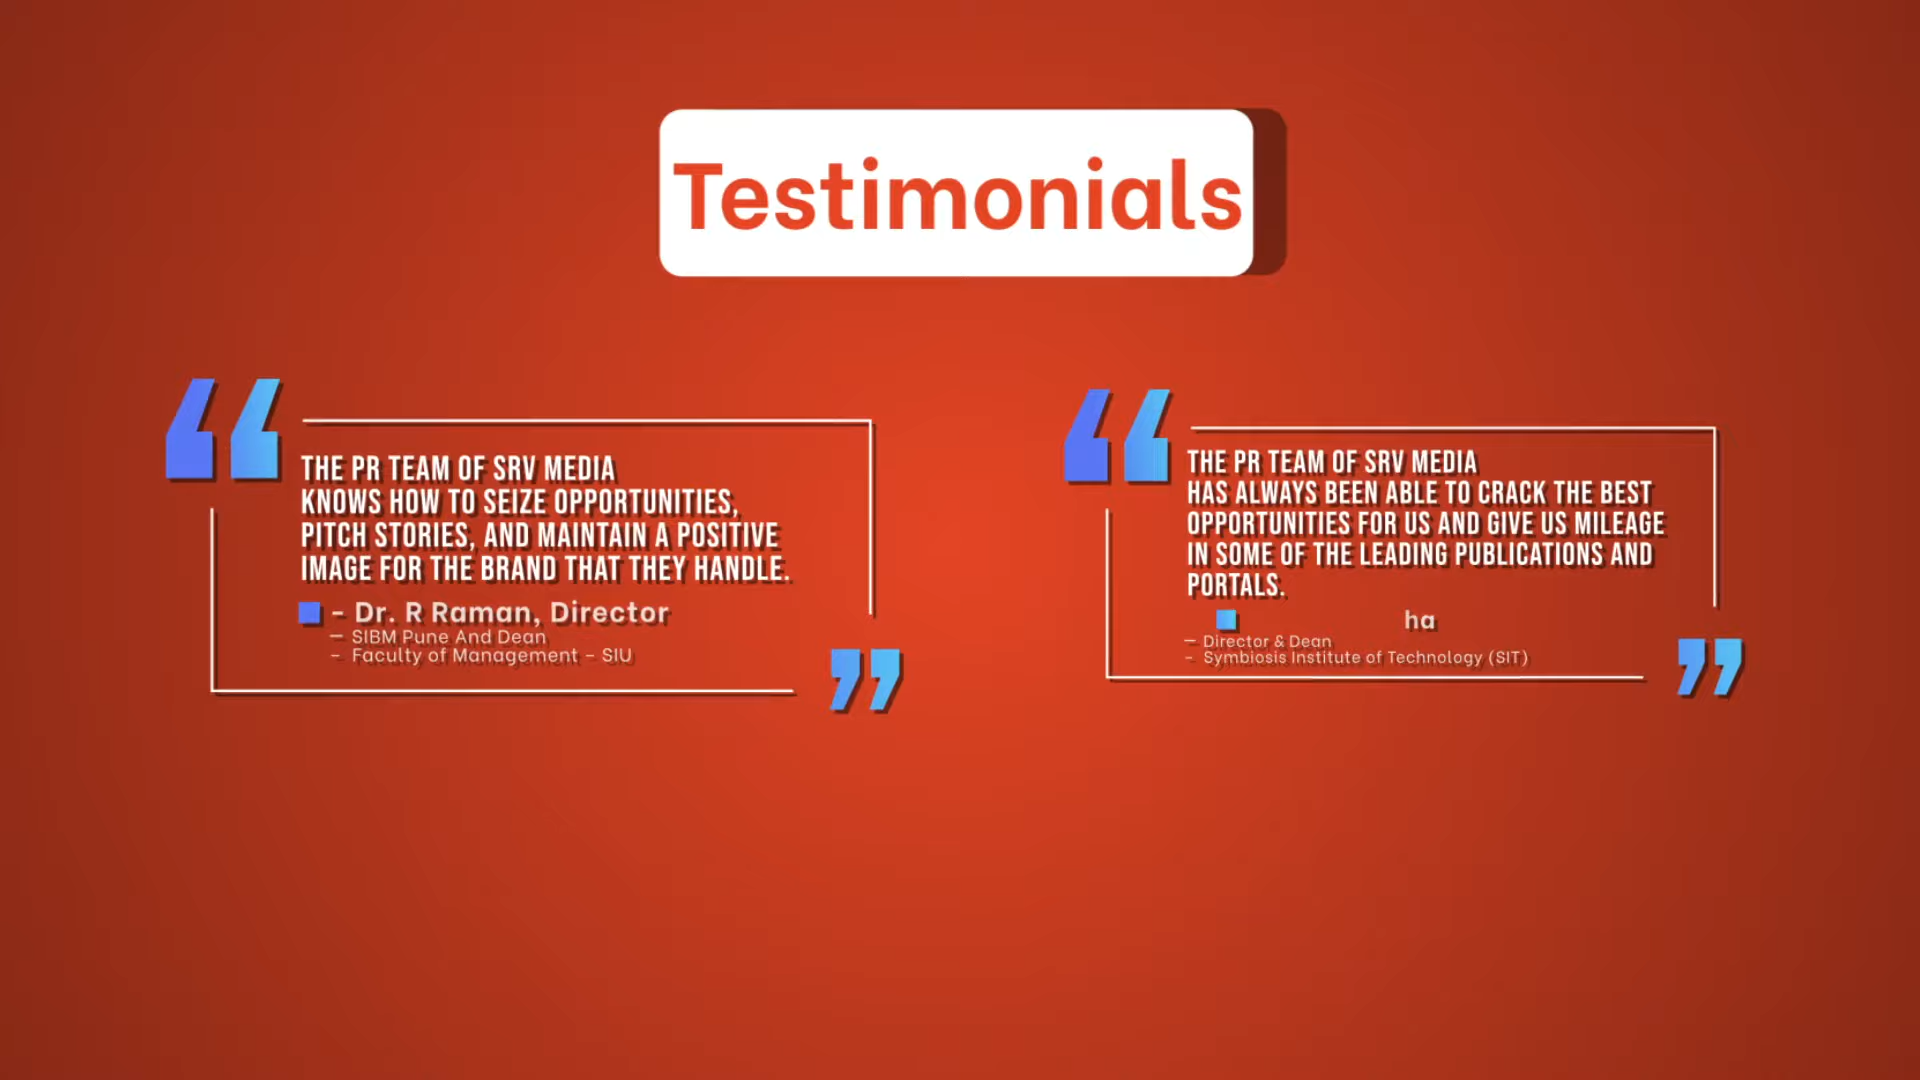 Testimonials
THE PR TEAM OF SRV MEDIA
KNOWS HOW TO SEIZE OPPORTUNITIES,
PITCH STORIES, AND MAINTAIN A POSITIVE
IMAGE FOR THE BRAND THAT THEY HANDLE.
- Dr. R Raman, Director
— SIBM Pune And Dean
- Faculty of Management - SIU
THE PR TEAM OF SRV MEDIA
HAS ALWAYS BEEN ABLE TO CRACK THE BEST
OPPORTUNITIES FOR US AND GIVE US MILEAGE
IN SOME OF THE LEADING PUBLICATIONS AND
PORTALS.
ha
— Director & Dean
- Symbiosis Institute of Technology (SIT)